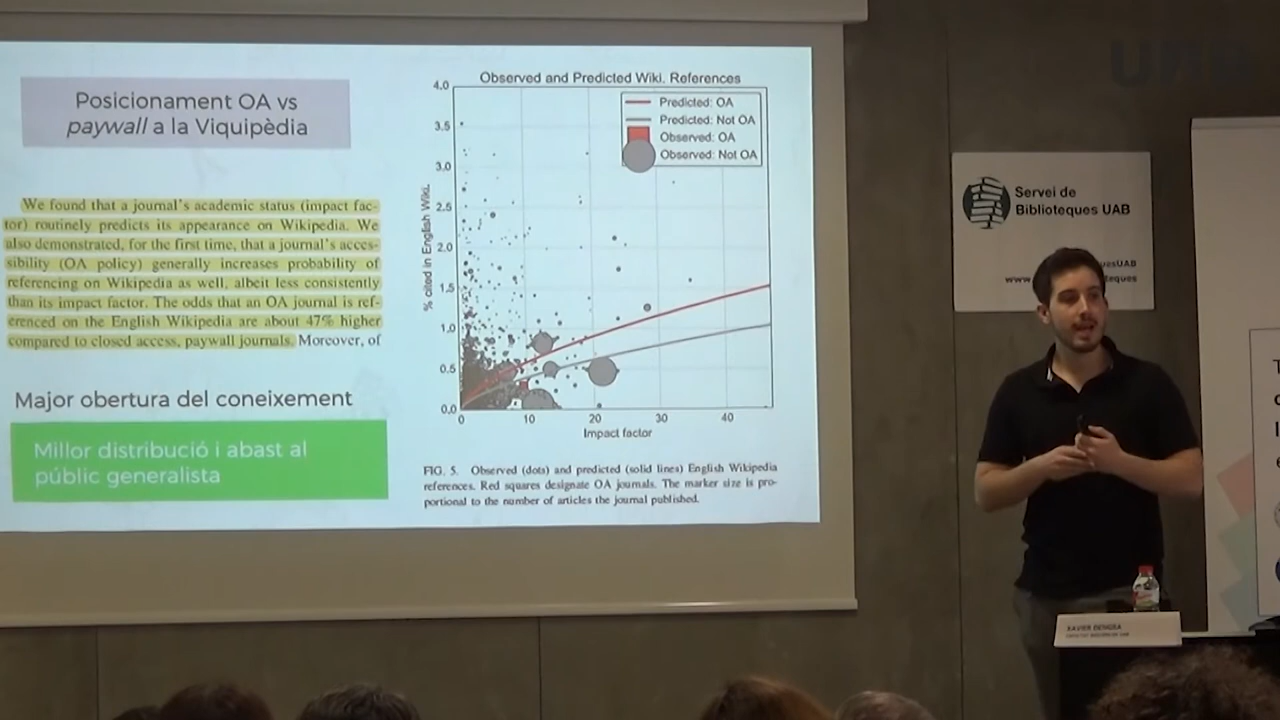 Posicionament OA vs
paywall a la Viquipèdia
We found that a journal's academic status (impact fac-
tor) routinely predicts its appearance on Wikipedia. We
also demonstrated, for the first time, that a journal's acces-
sibility (OA policy) generally increases probability of
referencing on Wikipedia as well, albeit less consistently
than its impact factor. The odds that an OA journal is ref-
erenced on the English Wikipedia are about 47% higher
compared to closed access, paywall journals. Moreover, of
Major obertura del coneixement
Millor distribució i abast al
públic generalista
Observed and Predicted Wiki. References
Predicted: OA
Predicted: Not OA
Observed: OA
Observed: Not OA
% cited in English Wiki.
4.0
3.5
3.0
2.5
2.0
1.5
1.0
0.5
0.0
0 10 20 30 40
Impact factor
FIG. 5. Observed (dots) and predicted (solid lines) English Wikipedia
references. Red squares designate OA journals. The marker size is pro-
portional to the number of articles the journal published.
UAB
Servei de
Biblioteques UAB
esUAB
www. teques
XAVIER DENGRA